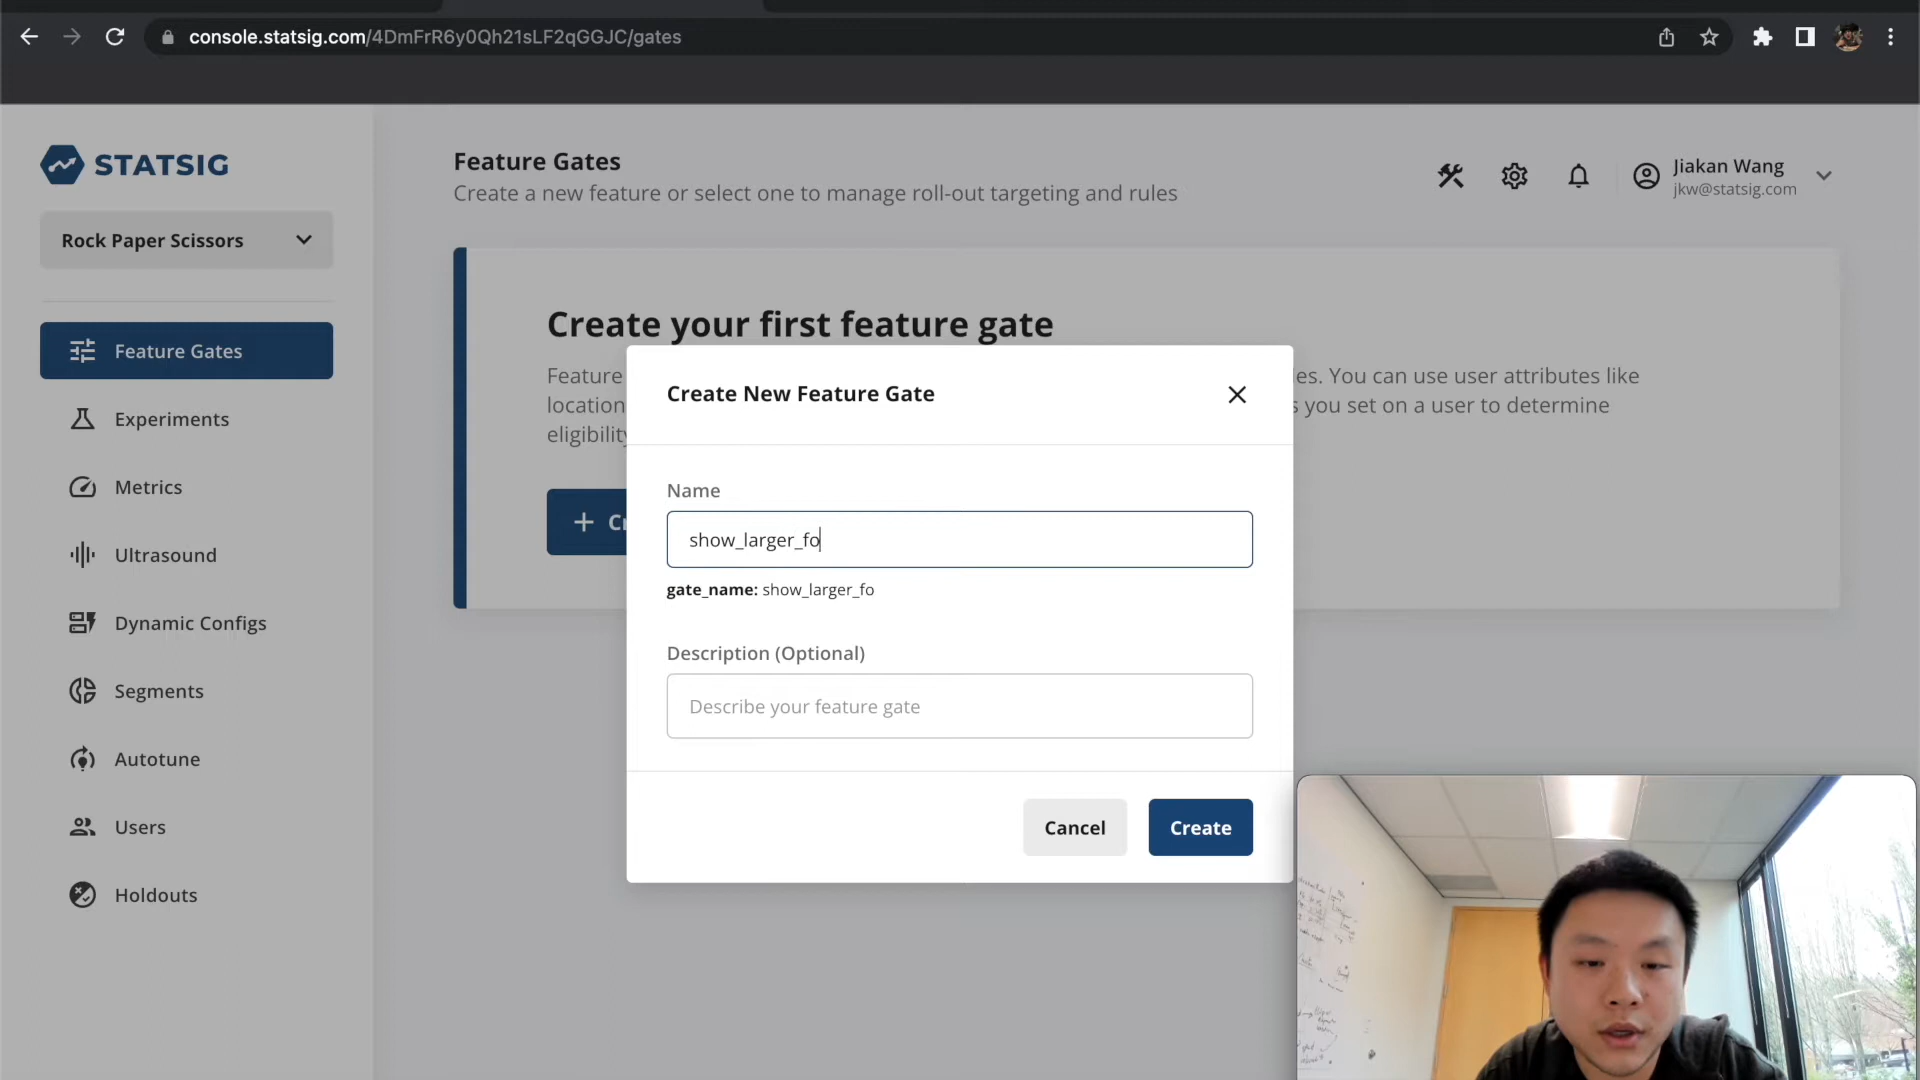 console.statsig.com/4DmFrR6y0Qh21sLF2qGGJC/gates
STATSIG
Rock Paper Scissors
Feature Gates
Experiments
Metrics
Ultrasound
Dynamic Configs
Segments
Autotune
Users
Holdouts
Feature Gates
Create a new feature or select one to manage roll-out targeting and rules
Jiakan Wang
jkw@statsig.com
Create your first feature gate
Feature es. You can use user attributes like
location s you set on a user to determine
eligibility
+ Cr
Create New Feature Gate
Name
show_larger_fo
gate_name: show_larger_fo
Description (Optional)
Describe your feature gate
Cancel
Create